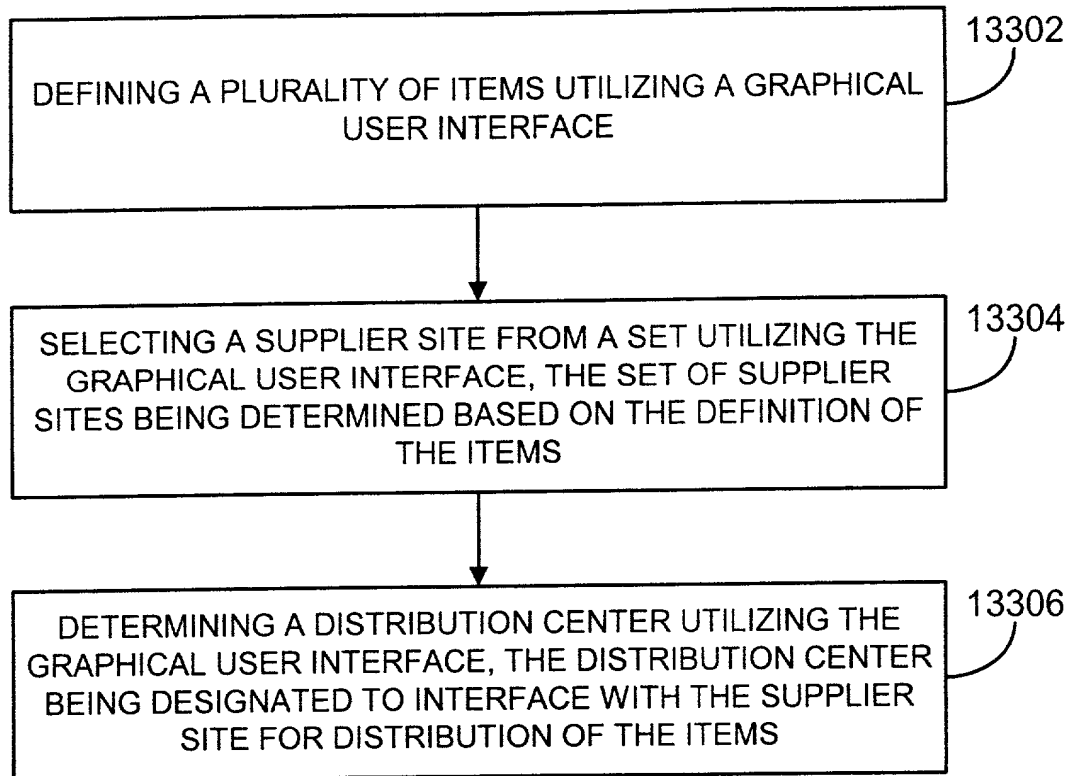 13302
DEFINING A PLURALITY OF ITEMS UTILIZING A GRAPHICAL
USER INTERFACE
13304
SELECTING A SUPPLIER SITE FROM A SET UTILIZING THE
GRAPHICAL USER INTERFACE, THE SET OF SUPPLIER
SITES BEING DETERMINED BASED ON THE DEFINITION OF
THE ITEMS
13306
DETERMINING A DISTRIBUTION CENTER UTILIZING THE
GRAPHICAL USER INTERFACE, THE DISTRIBUTION CENTER
BEING DESIGNATED TO INTERFACE WITH THE SUPPLIER
SITE FOR DISTRIBUTION OF THE ITEMS